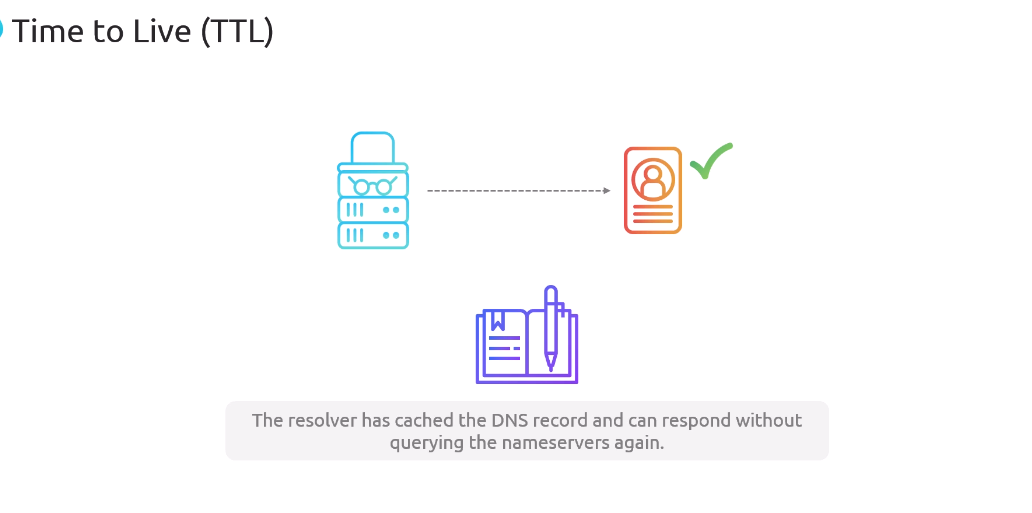 Time to Live (TTL)
The resolver has cached the DNS record and can respond without
querying the nameservers again.